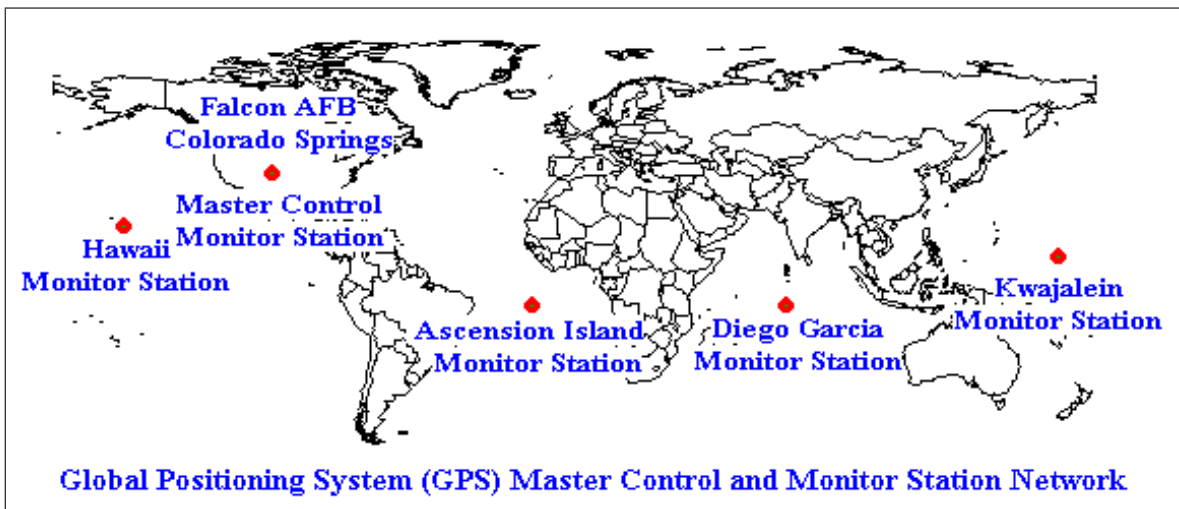 Falcon AFB
Colorado Springs
Master Control
Monitor Station
Hawaii
Monitor Station
Ascension Island
Monitor Station
Diego Garcia
Monitor Station
Kwajalein
Monitor Station
Global Positioning System (GPS) Master Control and Monitor Station Network